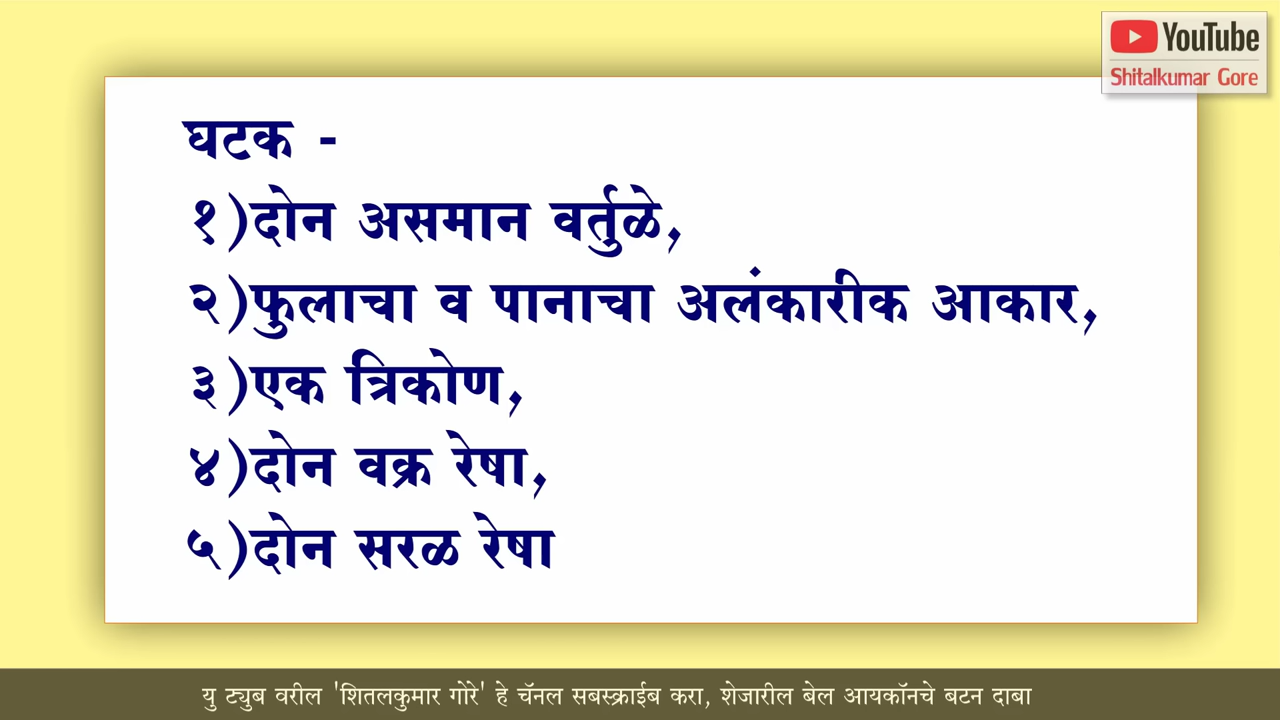 YouTube
Shitalkumar Gore
घटक -
१)दोन असमान वर्तुळे,
२)फुलाचा व पानाचा अलंकारीक आकार,
३)एक त्रिकोण,
४)दोन वक्र रेषा,
५)दोन सरळ रेषा
यु ट्युब वरील 'शितलकुमार गोरे' हे चॅनल सबस्क्राईब करा, शेजारील बेल आयकॉनचे बटन दाबा